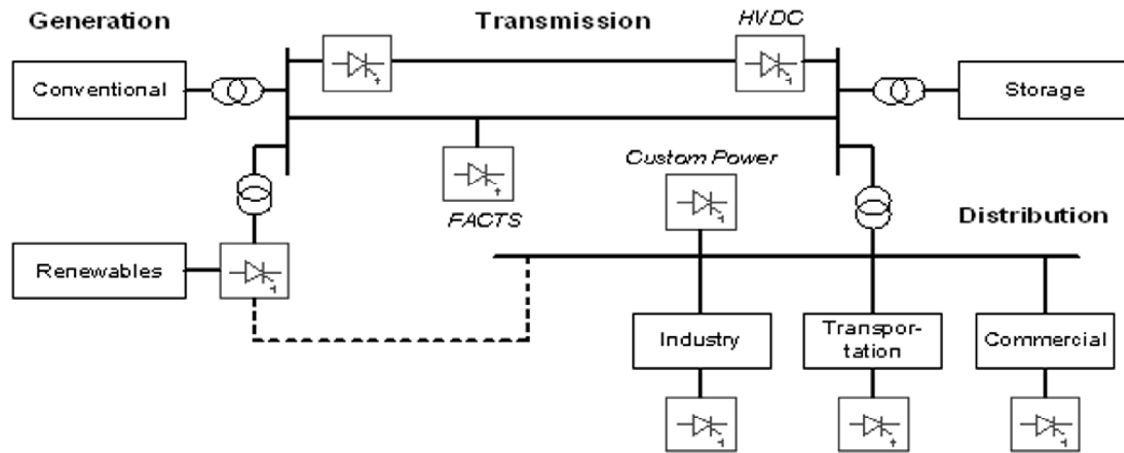 Generation
Transmission
HVDC
Conventional
Storage
Custom Power
FACTS
Distribution
Renewables
Industry
Transpor-
tation
Commercial